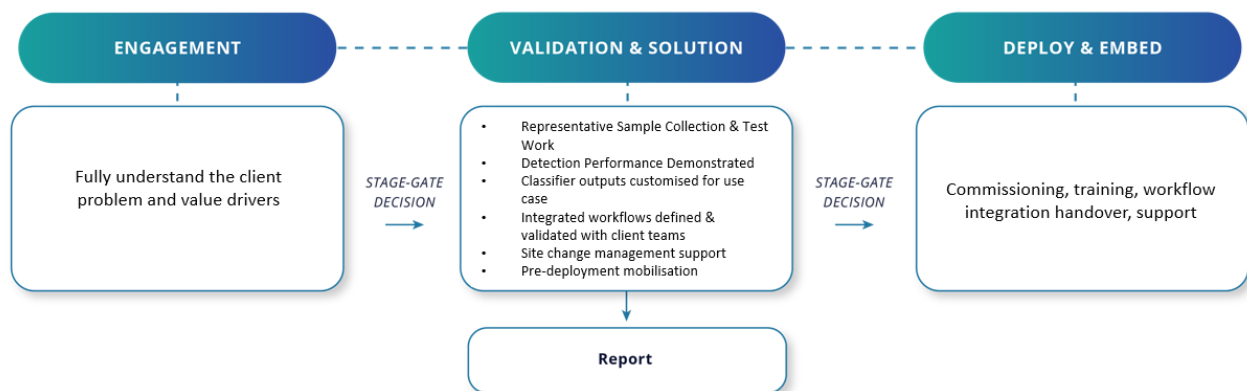 ENGAGEMENT
VALIDATION & SOLUTION
DEPLOY & EMBED
Fully understand the client
problem and value drivers
STAGE-GATE
DECISION
• Representative Sample Collection & Test
Work
• Detection Performance Demonstrated
• Classifier outputs customised for use
case
• Integrated workflows defined &
validated with client teams
• Site change management support
• Pre-deployment mobilisation
STAGE-GATE
DECISION
Commissioning, training, workflow
integration handover, support
Report